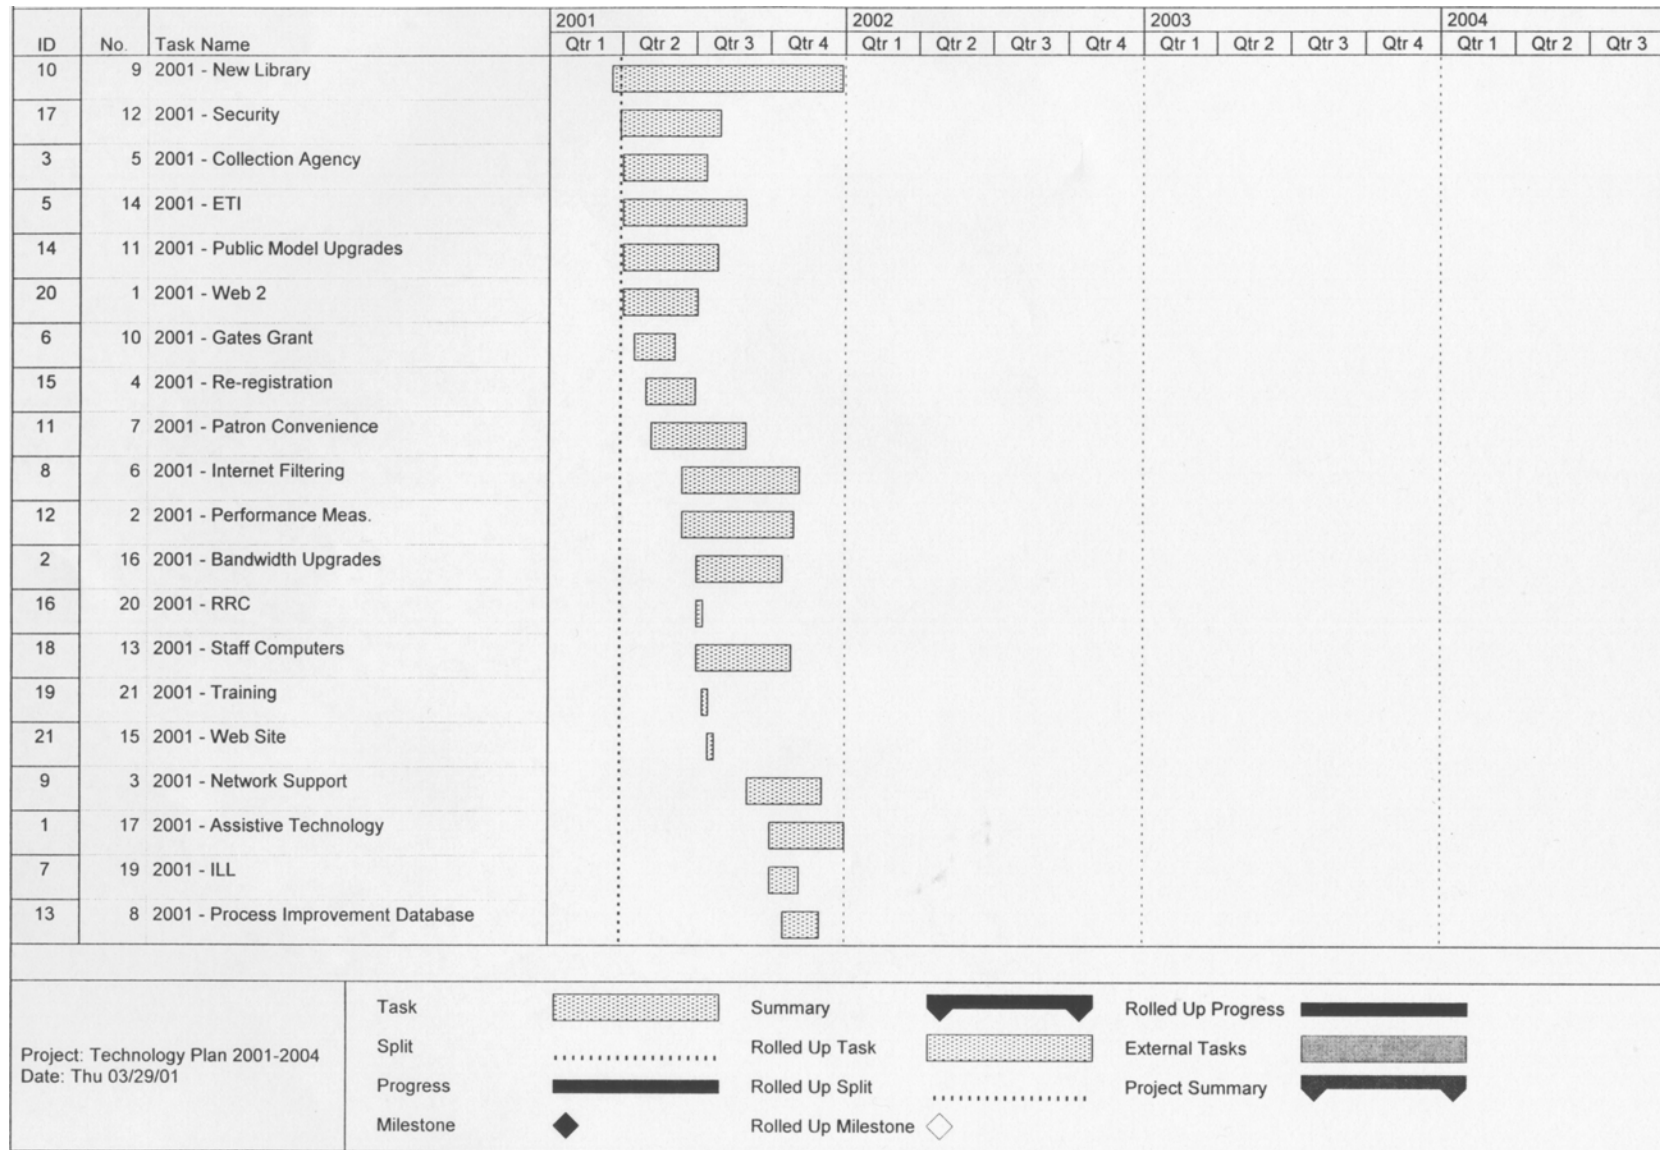 2001 2002 2003 2004
ID No. Task Name Qtr 1 Qtr 2 Qtr 3 Qtr 4 Qtr 1 Qtr 2 Qtr 3 Qtr 4 Qtr 1 Qtr 2 Qtr 3 Qtr 4 Qtr 1 Qtr 2 Qtr 3
10 9 2001 - New Library
17 12 2001 - Security
3 5 2001 - Collection Agency
5 14 2001 - ETI
14 11 2001 - Public Model Upgrades
20 1 2001 - Web 2
6 10 2001 - Gates Grant
15 4 2001 - Re-registration
11 7 2001 - Patron Convenience
8 6 2001 - Internet Filtering
12 2 2001 - Performance Meas.
2 16 2001 - Bandwidth Upgrades
16 20 2001 - RRC
18 13 2001 - Staff Computers
19 21 2001 - Training
21 15 2001 - Web Site
9 3 2001 - Network Support
1 17 2001 - Assistive Technology
7 19 2001 - ILL
13 8 2001 - Process Improvement Database
Project: Technology Plan 2001-2004
Date: Thu 03/29/01
Task Summary Rolled Up Progress
Split Rolled Up Task External Tasks
Progress Rolled Up Split Project Summary
Milestone Rolled Up Milestone